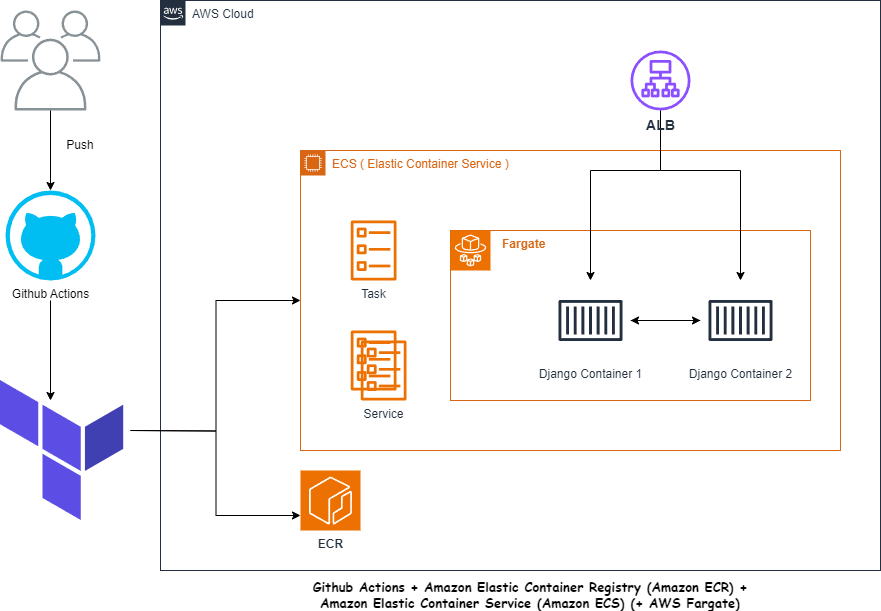 aws
AWS Cloud
ALB
Push
ECS ( Elastic Container Service )
Fargate
Github Actions
Task
Django Container 1
Django Container 2
Service
ECR
Github Actions + Amazon Elastic Container Registry (Amazon ECR) +
Amazon Elastic Container Service (Amazon ECS) (+ AWS Fargate)